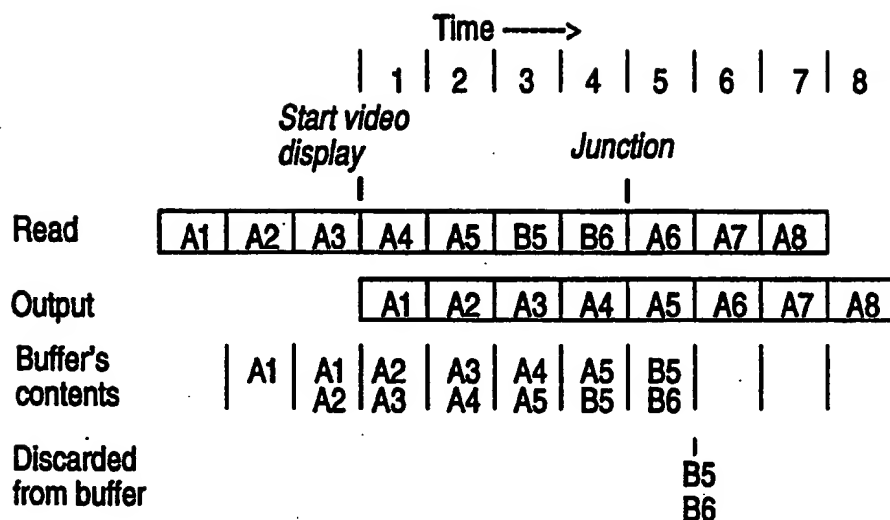 Time ----->
1 2 3 4 5 6 7 8
Start video
display
Junction
Read A1 A2 A3 A4 A5 B5 B6 A6 A7 A8
Output A1 A2 A3 A4 A5 A6 A7 A8
Buffer's
contents
A1 A1 A2 A3 A4 A5 B5
A2 A3 A4 A5 B5 B6
Discarded
from buffer
B5
B6